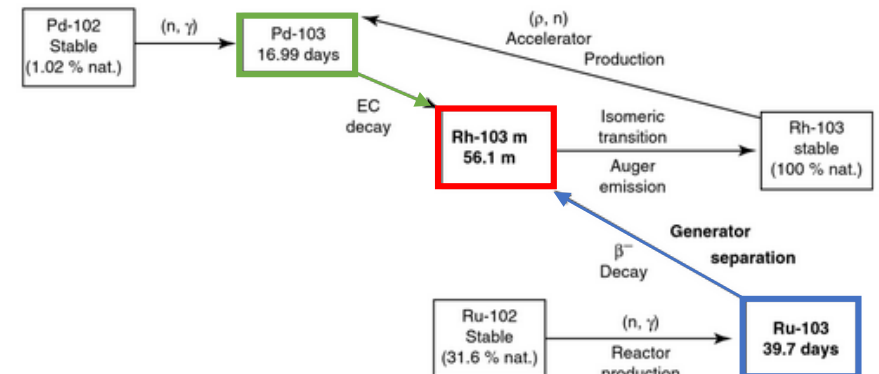 Pd-102
Stable
(1.02 % nat.)
(n, γ)
Pd-103
16.99 days
(ρ, n)
Accelerator
Production
EC
decay
Rh-103 m
56.1 m
Isomeric
transition
Auger
emission
Rh-103
stable
(100 % nat.)
Generator
separation
β−
Decay
Ru-102
Stable
(31.6 % nat.)
(n, γ)
Reactor
production
Ru-103
39.7 days